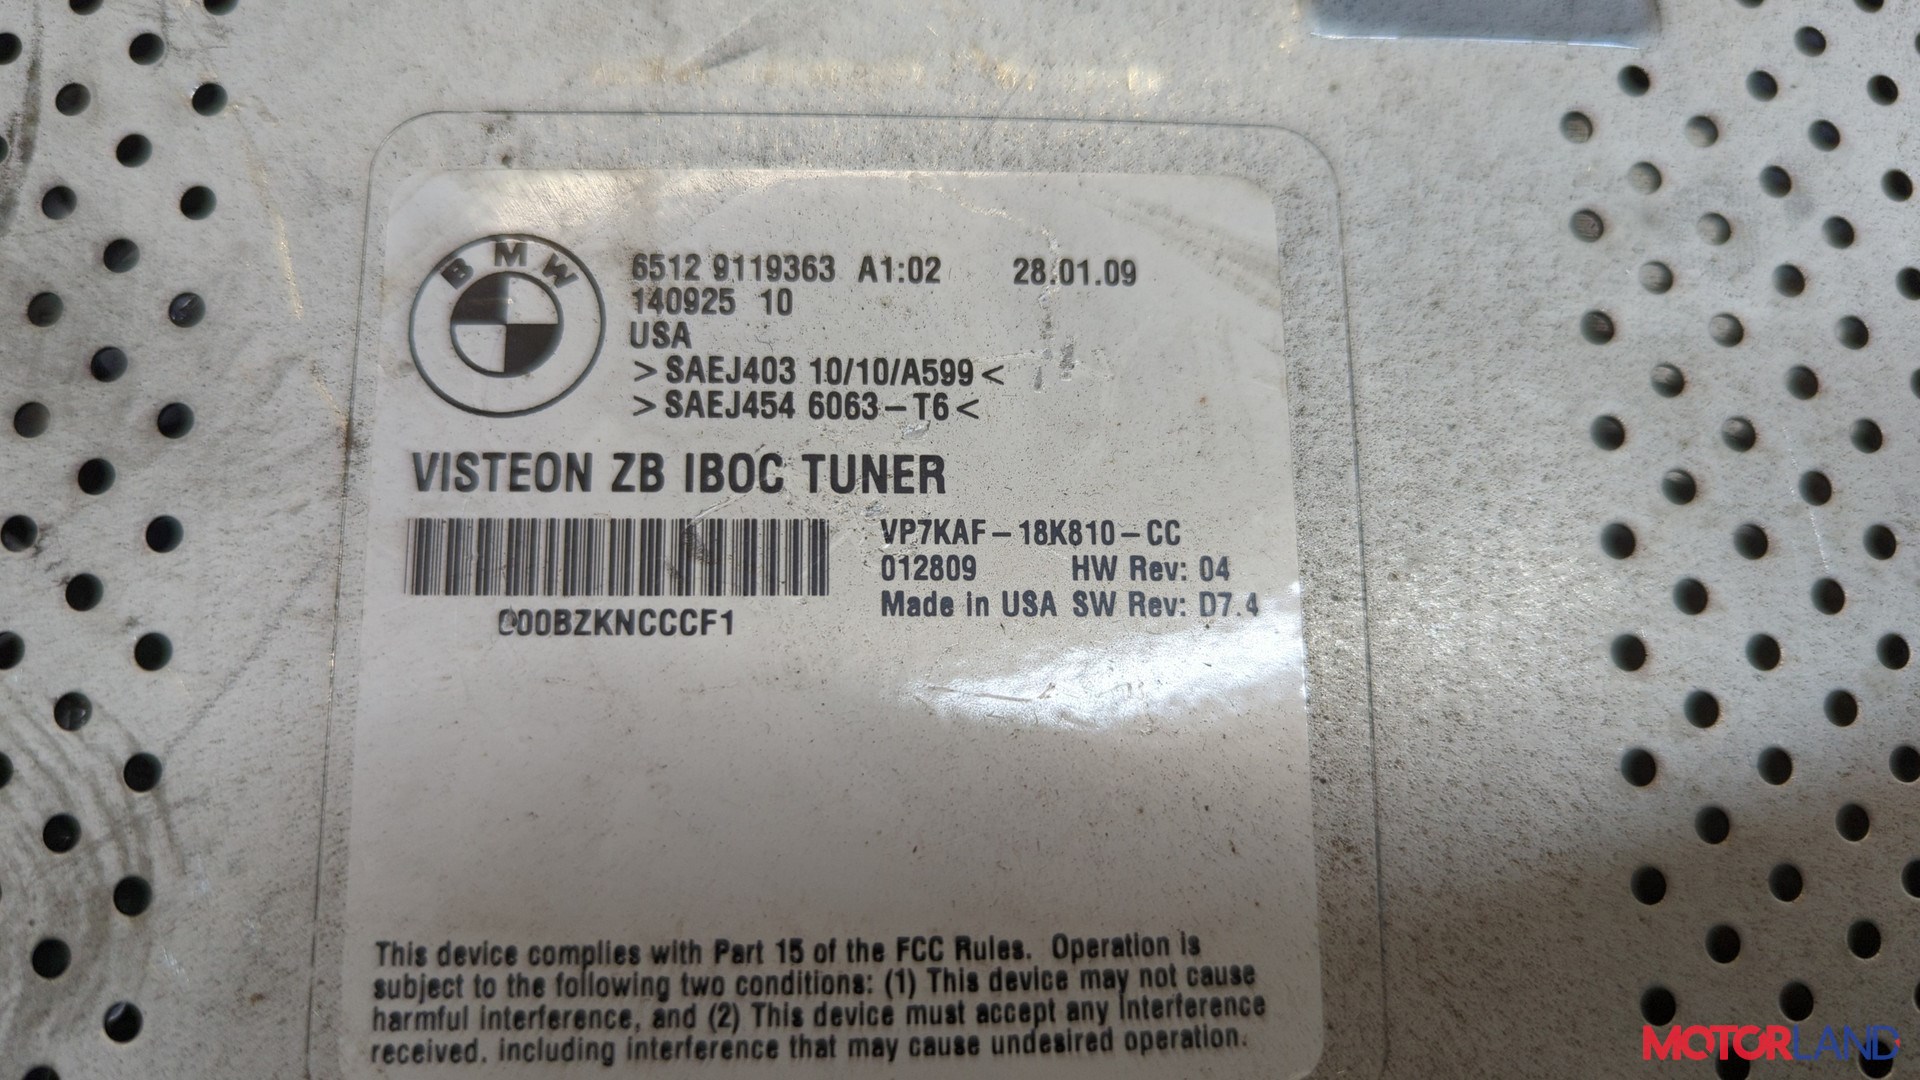 BMW
6512 9119363 A1:02 28.01.09
140925 10
USA
>SAEJ403 10/10/A599<
>SAEJ454 6063-T6<
VISTEON ZB IBOC TUNER
VP7KAF-18K810-CC
012809 HW Rev: 04
Made in USA SW Rev: D7.4
000BZKNCCCF1
This device complies with Part 15 of the FCC Rules. Operation is
subject to the following two conditions: (1) This device may not cause
harmful interference, and (2) This device must accept any interference
received, including interference that may cause undesired operation.
MOTORLAND